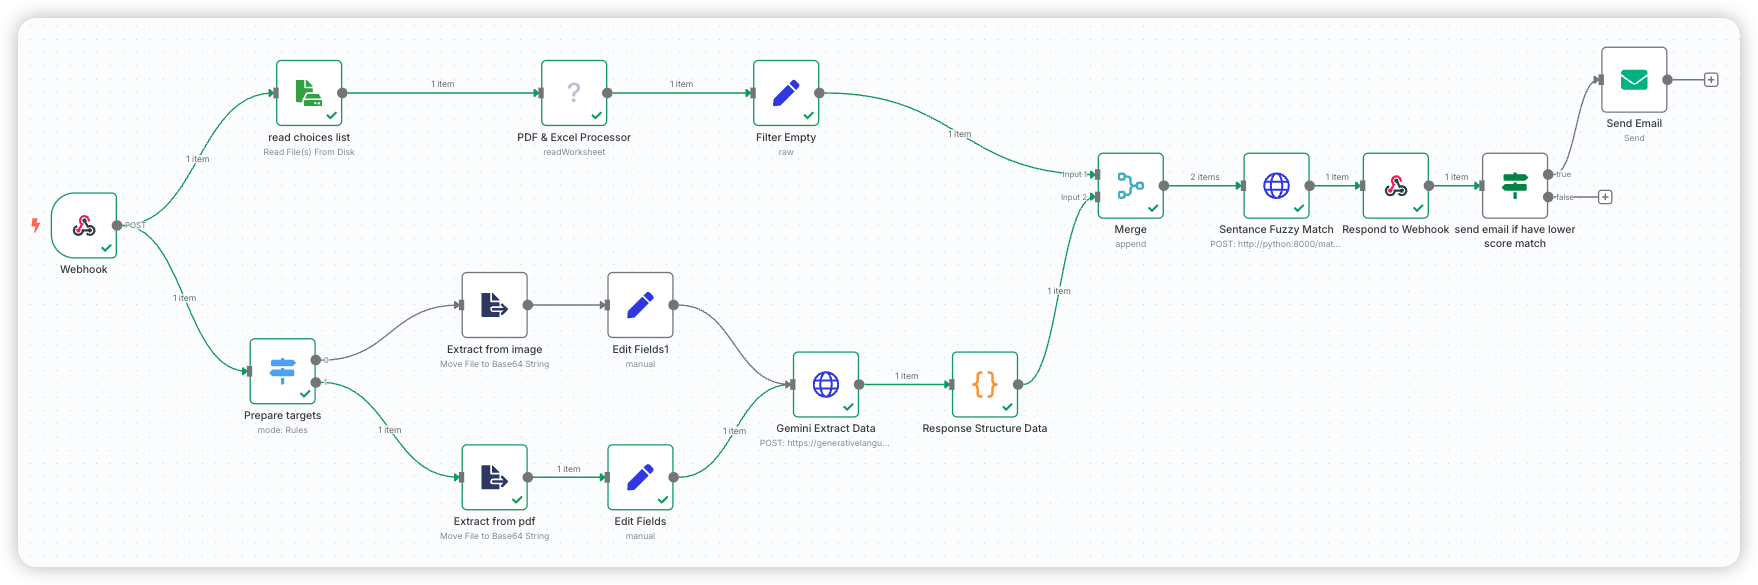 Send Email
Send
1 item
1 item
read choices list
Read File(s) From Disk
PDF & Excel Processor
readWorksheet
Filter Empty
raw
1 item
1 item
POST
Webhook
Input 1
Input 2
Merge
append
2 items
Sentance Fuzzy Match
POST: http://python:8000/mat...
1 item
Respond to Webhook
1 item
true
false
send email if have lower
score match
1 item
1 item
0
1
Prepare targets
mode: Rules
Extract from image
Move File to Base64 String
Edit Fields1
manual
1 item
1 item
Gemini Extract Data
POST: https://generativelangu...
1 item
Response Structure Data
1 item
Extract from pdf
Move File to Base64 String
Edit Fields
manual